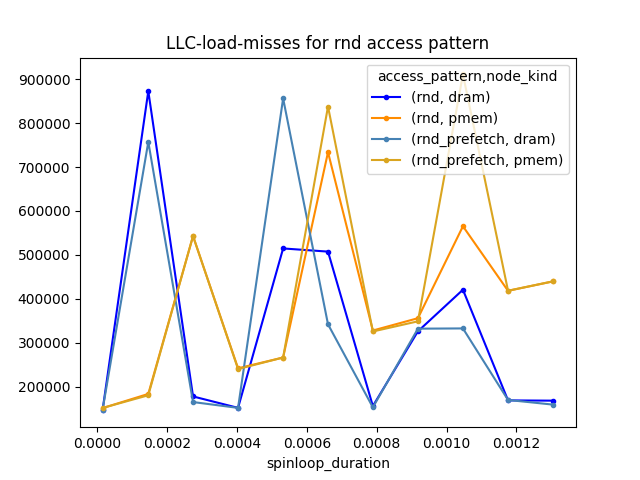 LLC-load-misses for rnd access pattern
access_pattern,node_kind
(rnd, dram)
(rnd, pmem)
(rnd_prefetch, dram)
(rnd_prefetch, pmem)
900000
800000
700000
600000
500000
400000
300000
200000
0.0000 0.0002 0.0004 0.0006 0.0008 0.0010 0.0012
spinloop_duration